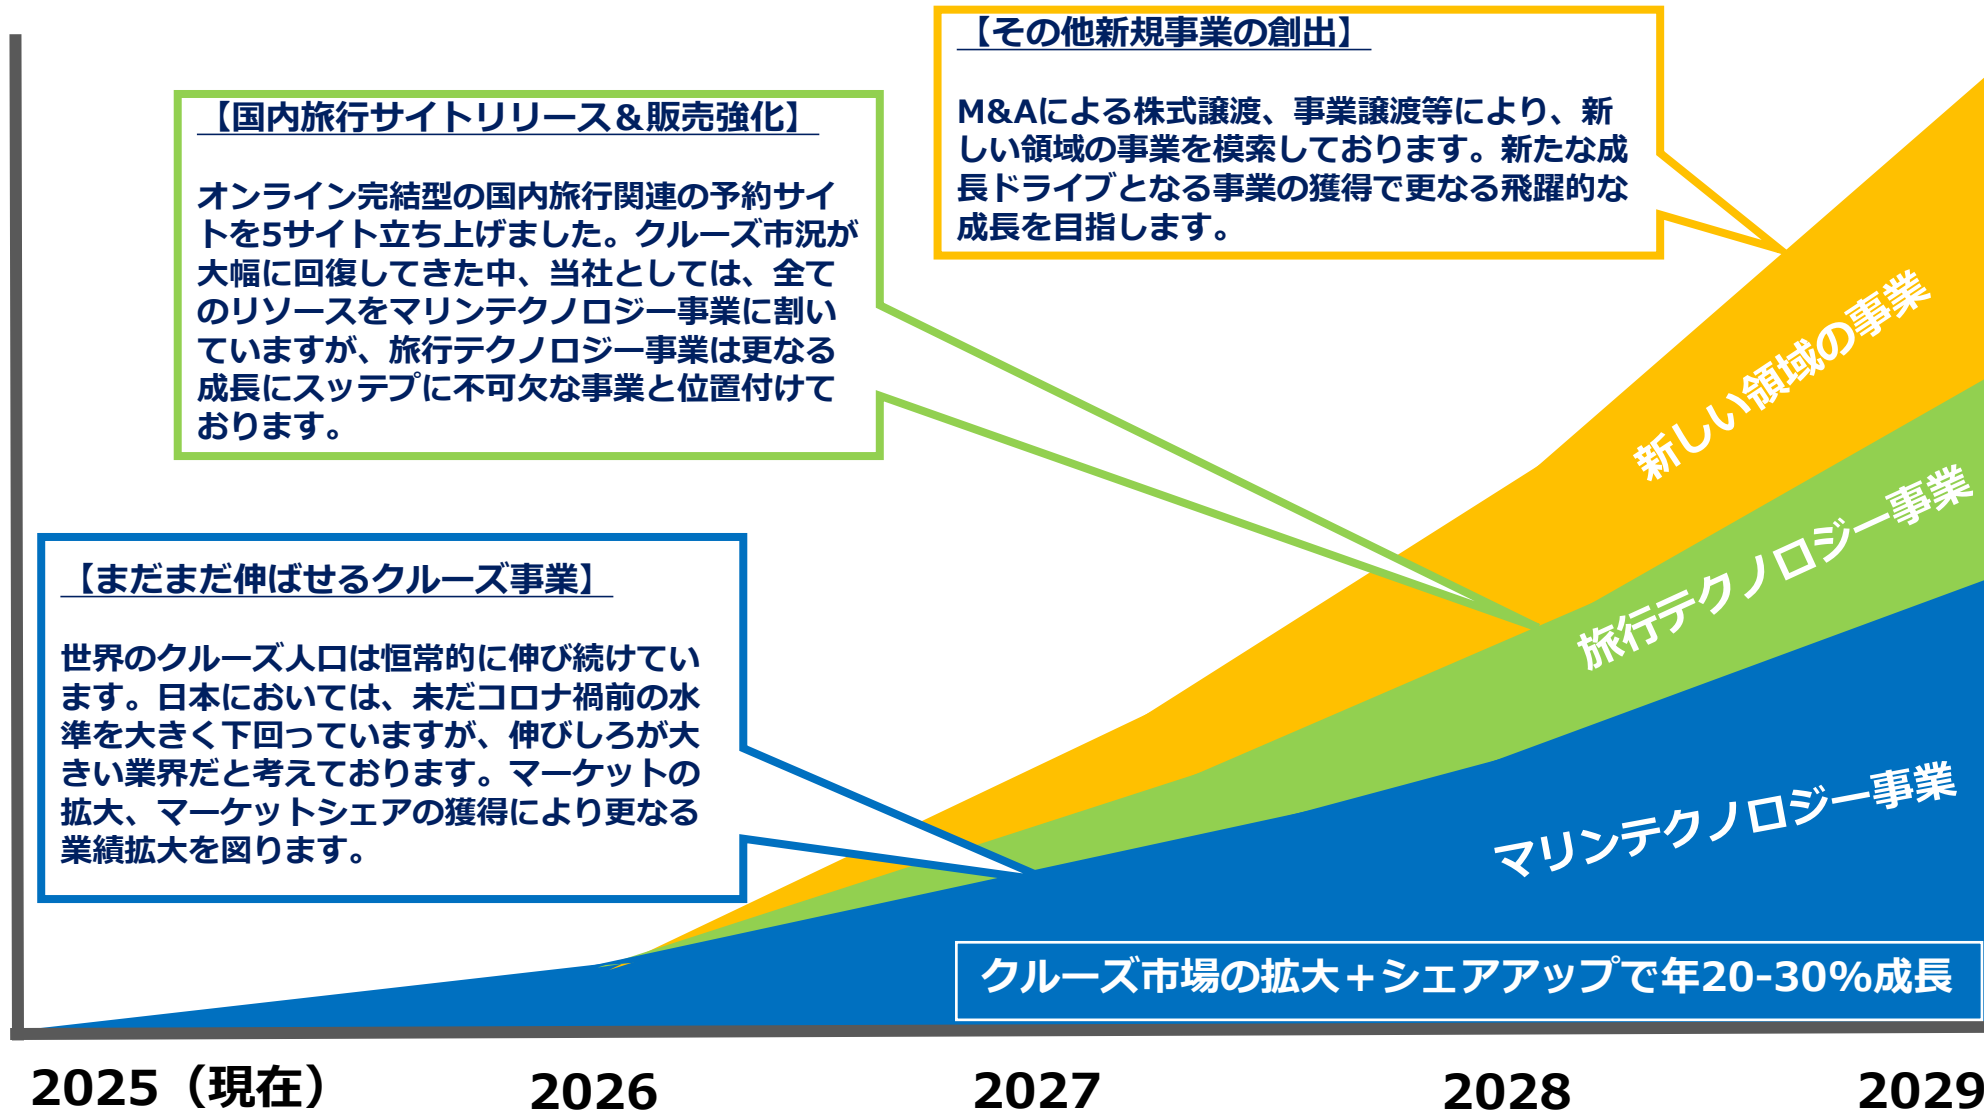 【その他新規事業の創出】
M&Aによる株式譲渡、事業譲渡等により、新
しい領域の事業を模索しております。新たな成
長ドライブとなる事業の獲得で更なる飛躍的な
成長を目指します。
【国内旅行サイトリリース＆販売強化】
オンライン完結型の国内旅行関連の予約サイ
トを5サイト立ち上げました。クルーズ市況が
大幅に回復してきた中、当社としては、全て
のリソースをマリンテクノロジー事業に割い
ていますが、旅行テクノロジー事業は更なる
成長にスッテプに不可欠な事業と位置付けて
おります。
【まだまだ伸ばせるクルーズ事業】
世界のクルーズ人口は恒常的に伸び続けてい
ます。日本においては、未だコロナ禍前の水
準を大きく下回っていますが、伸びしろが大
きい業界だと考えております。マーケットの
拡大、マーケットシェアの獲得により更なる
業績拡大を図ります。
新しい領域の事業
旅行テクノロジー事業
マリンテクノロジー事業
クルーズ市場の拡大＋シェアアップで年20-30%成長
2025（現在）
2026
2027
2028
2029